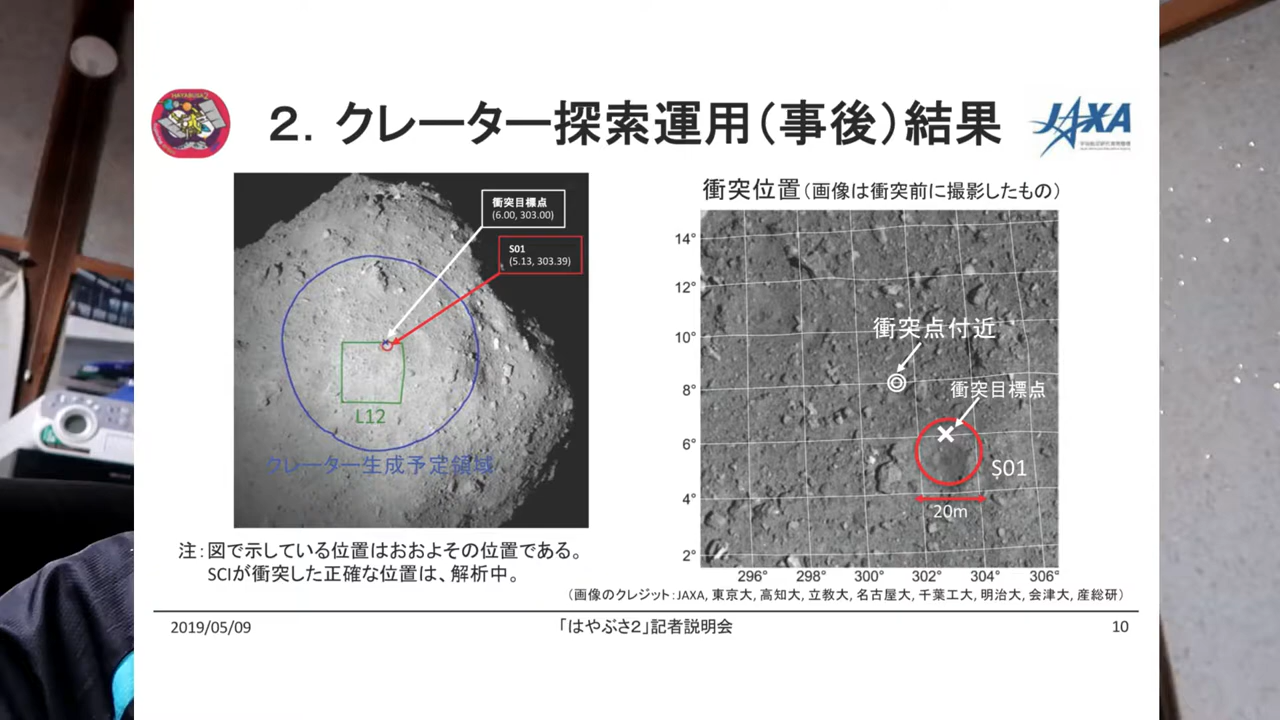 HAYABUSA2
２．クレーター探索運用（事後）結果
JAXA
衝突目標点
(6.00, 303.00)
S01
(5.13, 303.39)
L12
クレーター生成予定領域
注：図で示している位置はおおよその位置である。
SCIが衝突した正確な位置は、解析中。
衝突位置（画像は衝突前に撮影したもの）
14°
12°
10°
8°
6°
4°
2°
衝突点付近
衝突目標点
S01
20m
296° 298° 300° 302° 304° 306°
（画像のクレジット：JAXA, 東京大, 高知大, 立教大, 名古屋大, 千葉工大, 明治大, 会津大, 産総研）
2019/05/09
「はやぶさ２」記者説明会
10